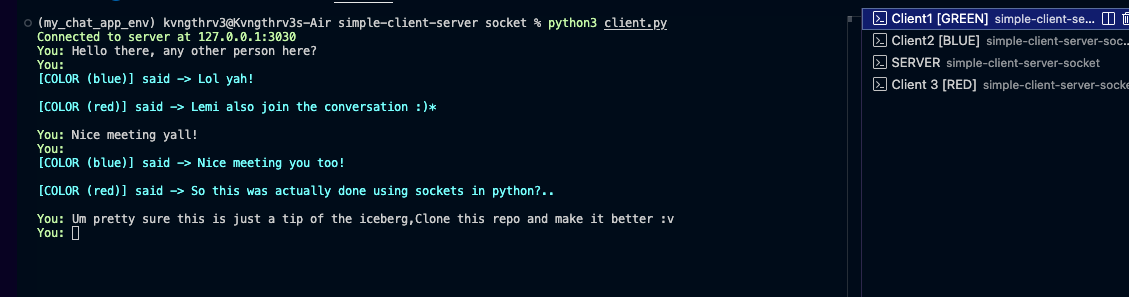 (my_chat_app_env) kvngthrv3@Kvngthrv3s-Air simple-client-server socket % python3 client.py
Connected to server at 127.0.0.1:3030
You: Hello there, any other person here?
You:
[COLOR (blue)] said -> Lol yah!
[COLOR (red)] said -> Lemi also join the conversation :)*
You: Nice meeting yall!
You:
[COLOR (blue)] said -> Nice meeting you too!
[COLOR (red)] said -> So this was actually done using sockets in python?..
You: Um pretty sure this is just a tip of the iceberg,Clone this repo and make it better :v
You:
Client1 [GREEN] simple-client-se...
Client2 [BLUE] simple-client-server-soc...
SERVER simple-client-server-socket
Client 3 [RED] simple-client-server-socke